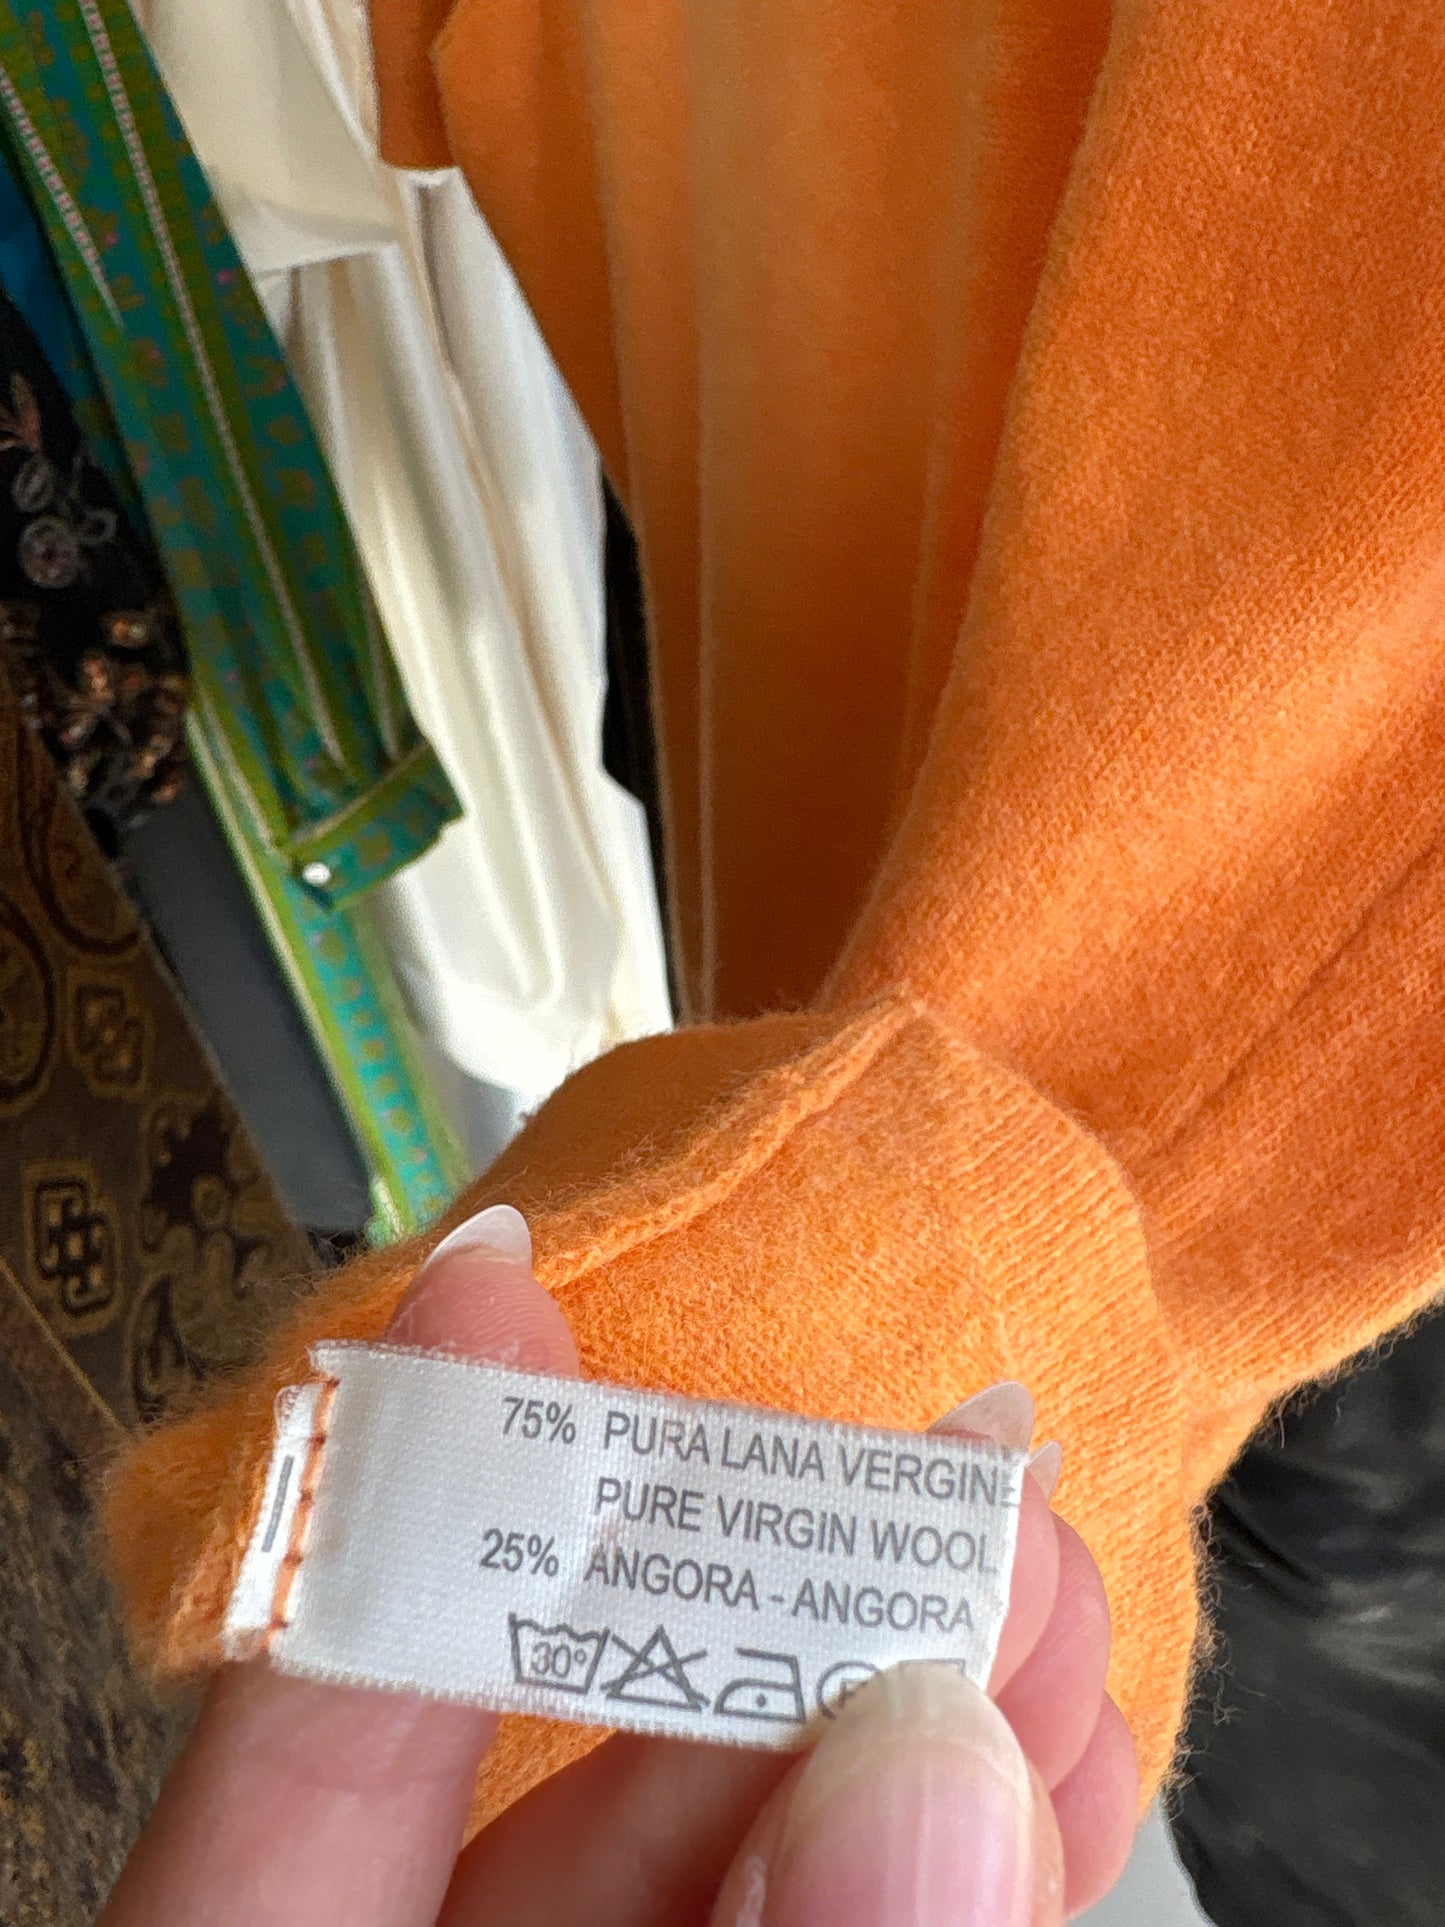 75% PURA LANA VERGINE
PURE VIRGIN WOOL
25% ANGORA - ANGORA
30°